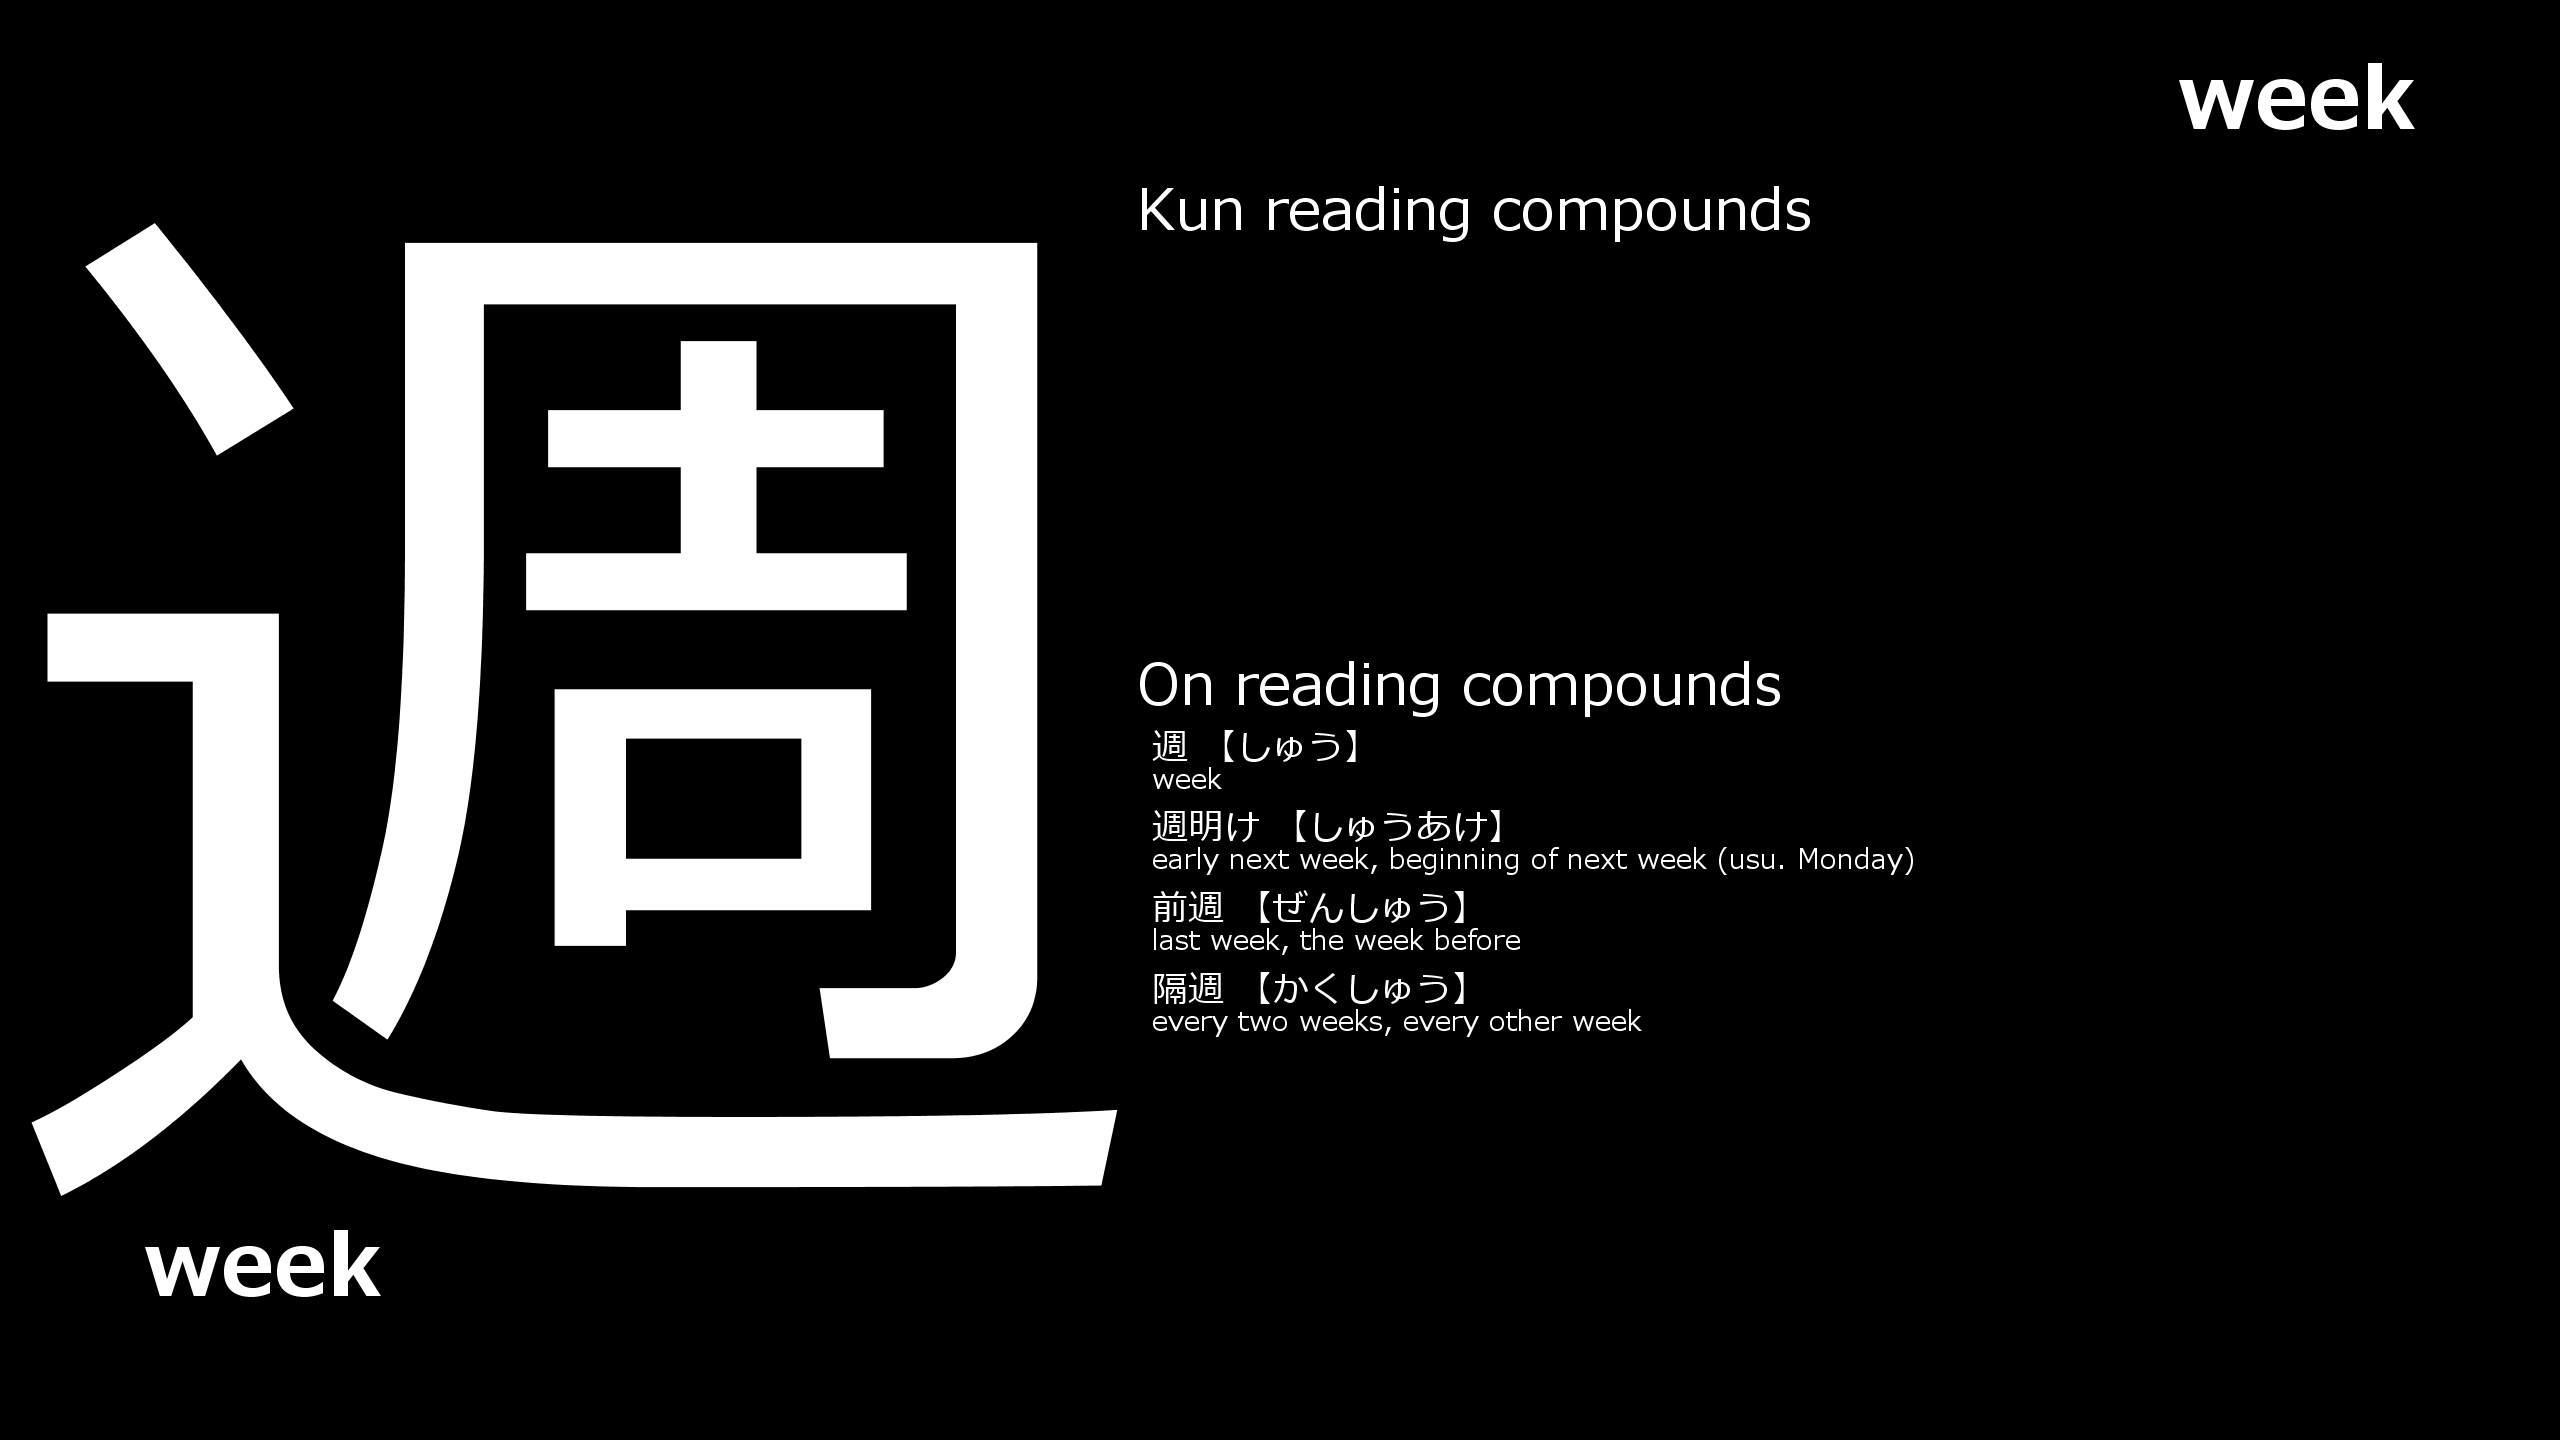 week
Kun reading compounds
週
On reading compounds
週 【しゅう】
week
週明け 【しゅうあけ】
early next week, beginning of next week (usu. Monday)
前週 【ぜんしゅう】
last week, the week before
隔週 【かくしゅう】
every two weeks, every other week
week